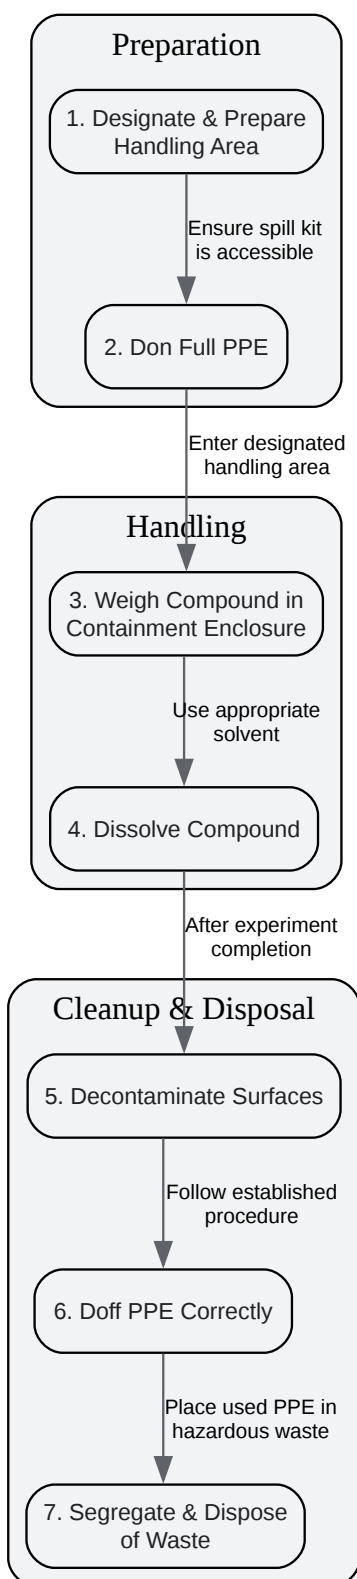 Preparation
1. Designate & Prepare
Handling Area
Ensure spill kit
is accessible
2. Don Full PPE
Enter designated
handling area
Handling
3. Weigh Compound in
Containment Enclosure
Use appropriate
solvent
4. Dissolve Compound
After experiment
completion
Cleanup & Disposal
5. Decontaminate Surfaces
Follow established
procedure
6. Doff PPE Correctly
Place used PPE in
hazardous waste
7. Segregate & Dispose
of Waste